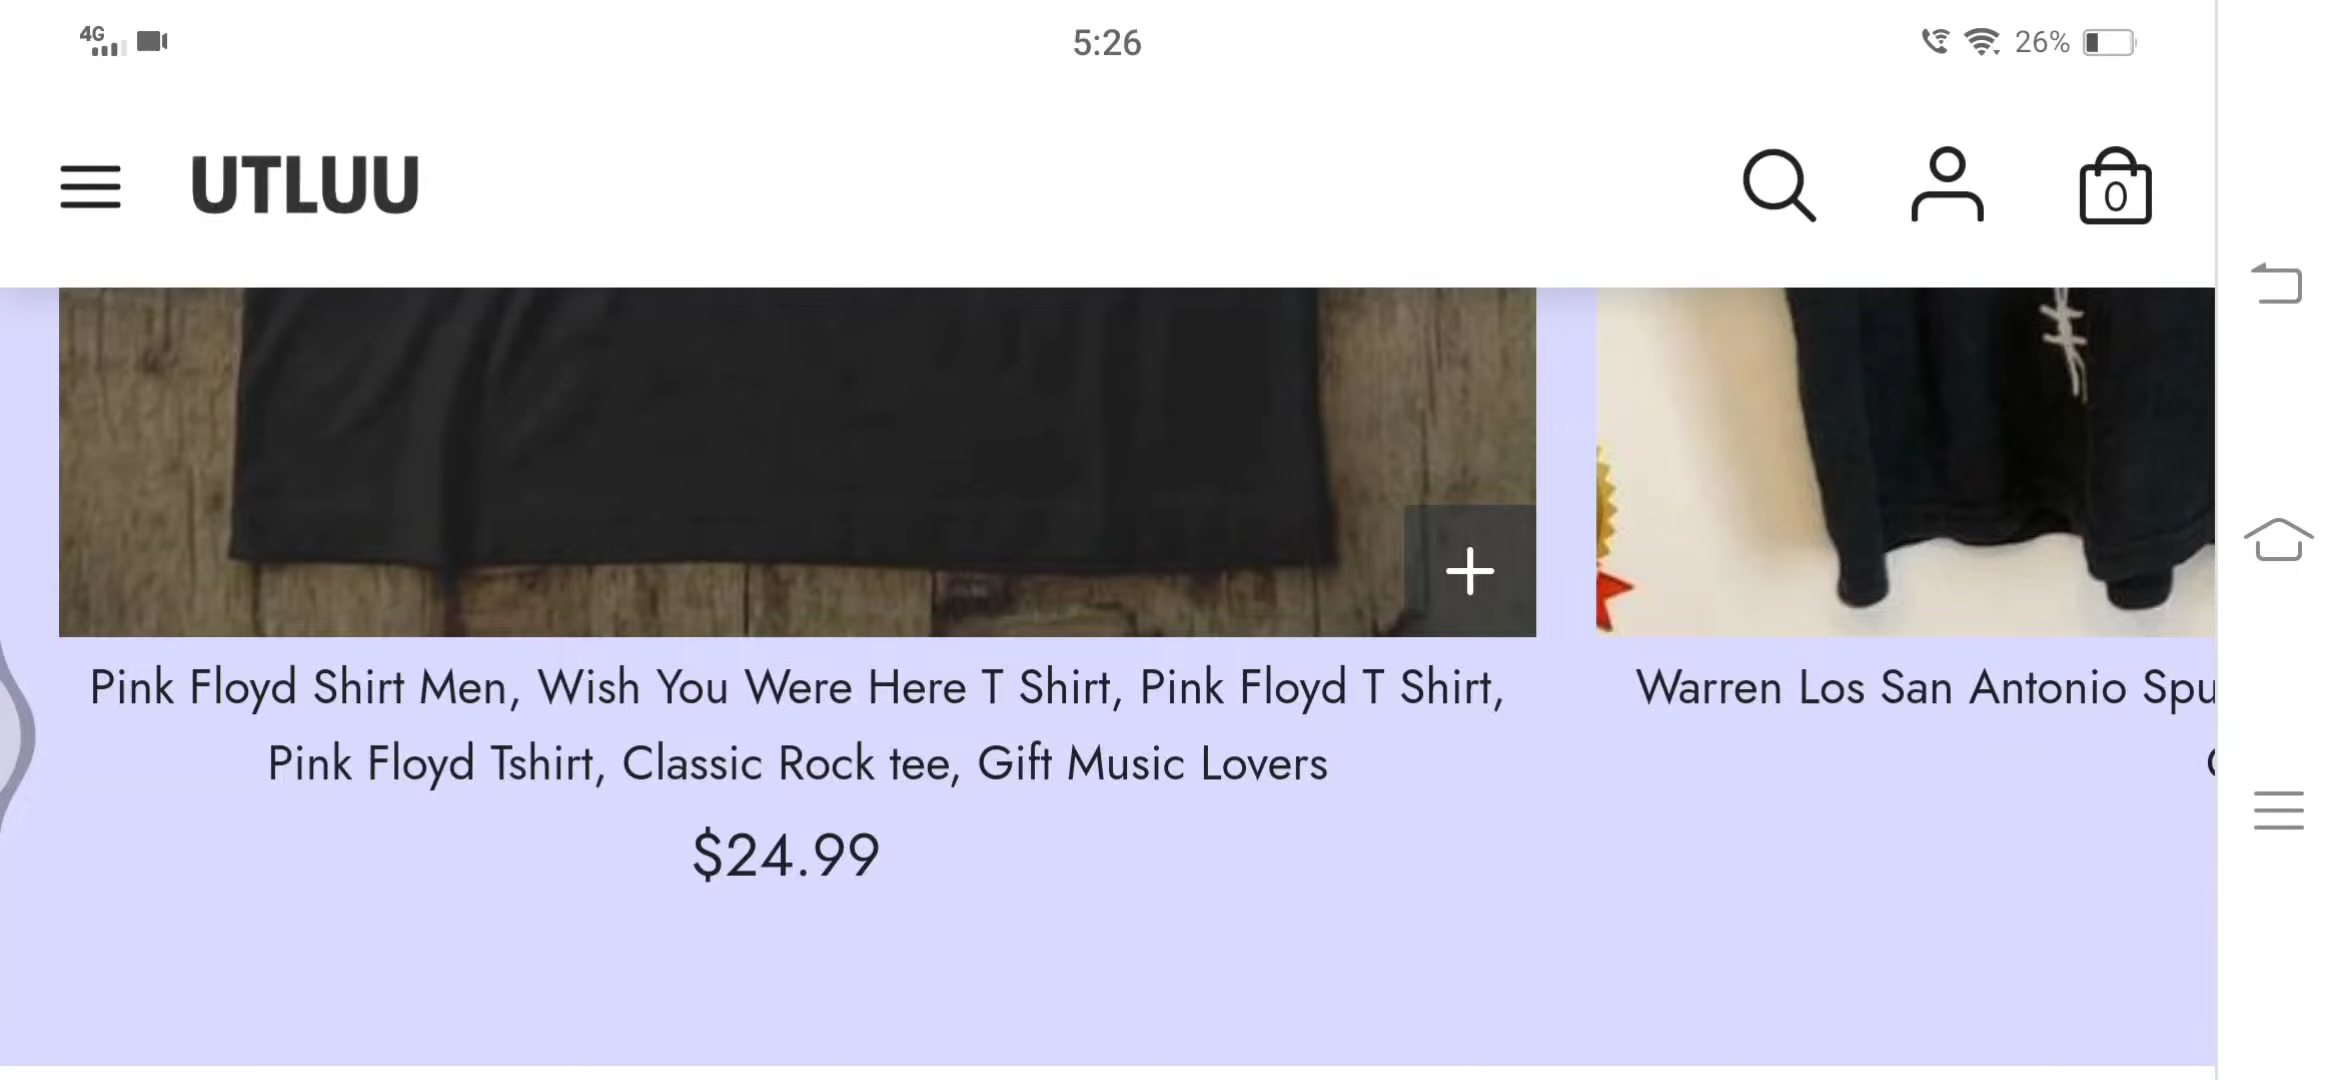 4G
5:26
26%
UTLUU
0
Pink Floyd Shirt Men, Wish You Were Here T Shirt, Pink Floyd T Shirt,
Pink Floyd Tshirt, Classic Rock tee, Gift Music Lovers
$24.99
Warren Los San Antonio Spu